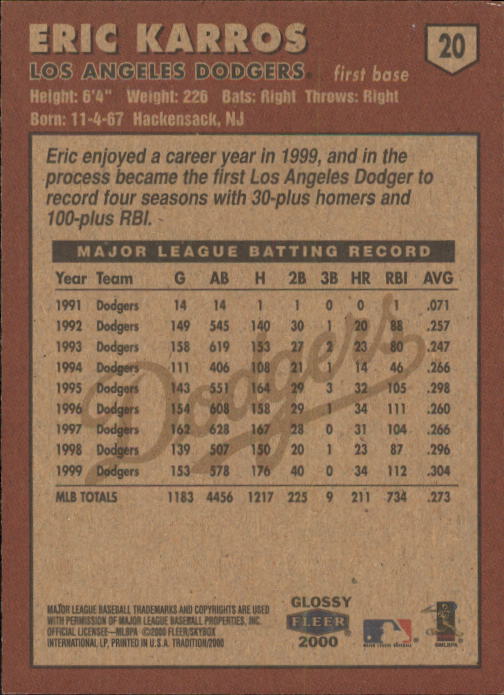 ERIC KARROS
20
LOS ANGELES DODGERS® first base
Height: 6'4" Weight: 226 Bats: Right Throws: Right
Born: 11-4-67 Hackensack, NJ
Eric enjoyed a career year in 1999, and in the
process became the first Los Angeles Dodger to
record four seasons with 30-plus homers and
100-plus RBI.
MAJOR LEAGUE BATTING RECORD
Year Team G AB H 2B 3B HR RBI AVG
1991 Dodgers 14 14 1 1 0 0 1 .071
1992 Dodgers 149 545 140 30 1 20 88 .257
1993 Dodgers 158 619 153 27 2 23 80 .247
1994 Dodgers 111 406 108 21 1 14 46 .266
1995 Dodgers 143 551 164 29 3 32 105 .298
1996 Dodgers 154 608 158 29 1 34 111 .260
1997 Dodgers 162 628 167 28 0 31 104 .266
1998 Dodgers 139 507 150 20 1 23 87 .296
1999 Dodgers 153 578 176 40 0 34 112 .304
MLB TOTALS 1183 4456 1217 225 9 211 734 .273
Dodgers
MAJOR LEAGUE BASEBALL TRADEMARKS AND COPYRIGHTS ARE USED
WITH PERMISSION OF MAJOR LEAGUE BASEBALL PROPERTIES, INC.
OFFICIAL LICENSEE—MLBPA ©2000 FLEER/SKYBOX
INTERNATIONAL LP, PRINTED IN U.S.A. TRADITION/2000
GLOSSY
FLEER
2000
MAJOR LEAGUE BASEBALL
©MLBPA